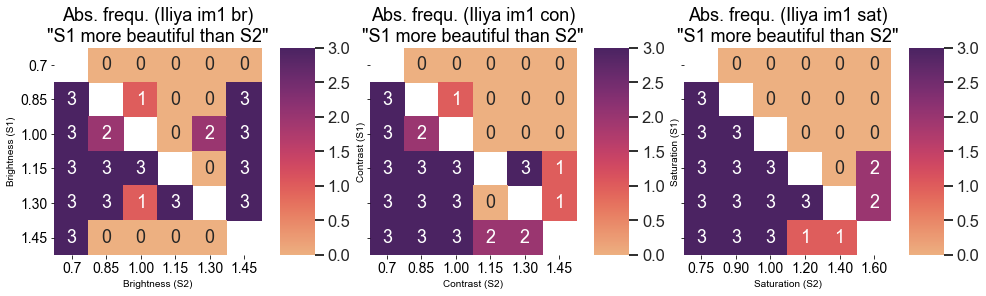 Abs. frequ. (Iliya im1 br)
"S1 more beautiful than S2"
0.7 0 0 0 0 0
0.85 3 1 0 0 3
1.00 3 2 0 2 3
1.15 3 3 3 0 3
1.30 3 3 1 3 3
1.45 3 0 0 0 0
0.7 0.85 1.00 1.15 1.30 1.45
Brightness (S1)
Brightness (S2)
3.0
2.5
2.0
1.5
1.0
0.5
0.0
Abs. frequ. (Iliya im1 con)
"S1 more beautiful than S2"
0 0 0 0 0
3 1 0 0 0
3 2 0 0 0
3 3 3 3 1
3 3 3 0 1
3 3 3 2 2
0.7 0.85 1.00 1.15 1.30 1.45
Contrast (S1)
Contrast (S2)
3.0
2.5
2.0
1.5
1.0
0.5
0.0
Abs. frequ. (Iliya im1 sat)
"S1 more beautiful than S2"
0 0 0 0 0
3 0 0 0 0
3 3 0 0 0
3 3 3 0 2
3 3 3 3 2
3 3 3 1 1
0.75 0.90 1.00 1.20 1.40 1.60
Saturation (S1)
Saturation (S2)
3.0
2.5
2.0
1.5
1.0
0.5
0.0